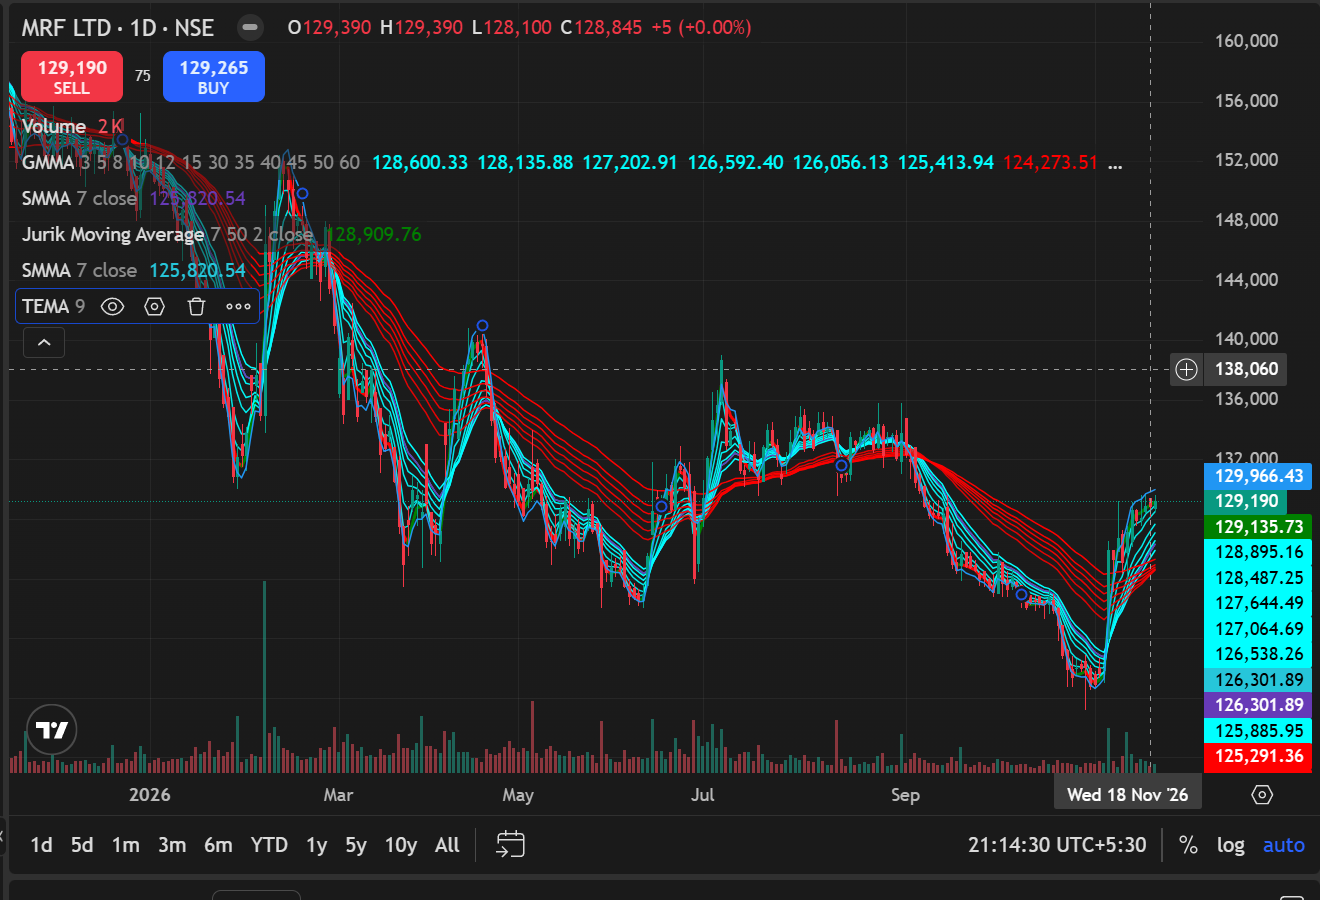 MRF LTD · 1D · NSE O129,390 H129,390 L128,100 C128,845 +5 (+0.00%)
129,190 SELL 75 129,265 BUY
Volume 2K
GMMA 3 5 8 10 12 15 30 35 40 45 50 60 128,600.33 128,135.88 127,202.91 126,592.40 126,056.13 125,413.94 124,273.51 ...
SMMA 7 close 125,820.54
Jurik Moving Average 7 50 2 close 128,909.76
SMMA 7 close 125,820.54
TEMA 9
160,000
156,000
152,000
148,000
144,000
140,000
138,060
136,000
132,000
129,966.43
129,190
129,135.73
128,895.16
128,487.25
127,644.49
127,064.69
126,538.26
126,301.89
126,301.89
125,885.95
125,291.36
2026 Mar May Jul Sep Wed 18 Nov '26
1d 5d 1m 3m 6m YTD 1y 5y 10y All 21:14:30 UTC+5:30 % log auto